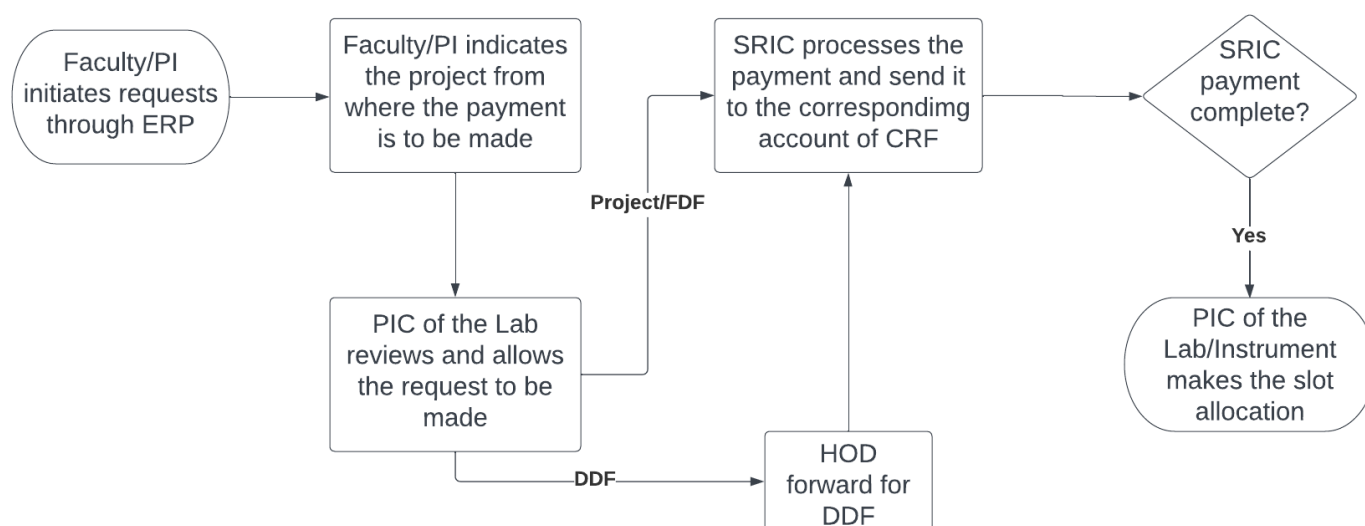 Faculty/PI
initiates requests
through ERP
Faculty/PI indicates
the project from
where the payment
is to be made
SRIC processes the
payment and send it
to the correspondimg
account of CRF
SRIC
payment
complete?
Project/FDF
Yes
PIC of the Lab
reviews and allows
the request to be
made
PIC of the
Lab/Instrument
makes the slot
allocation
DDF
HOD
forward for
DDF